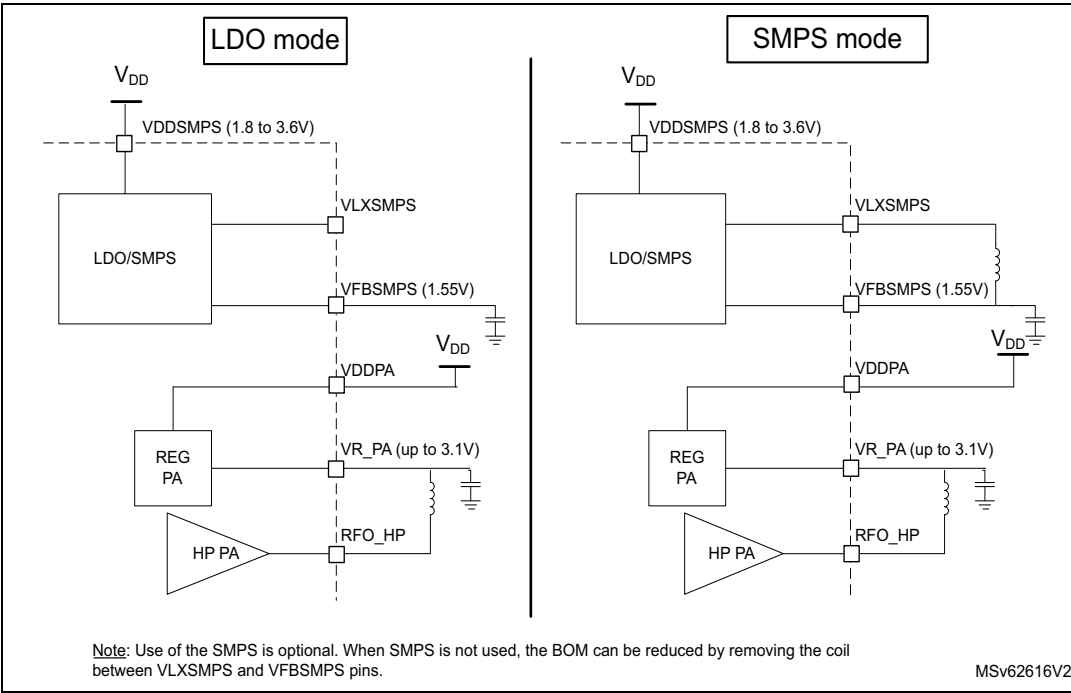 LDO mode
V_DD
VDDSMPS (1.8 to 3.6V)
VLXSMPS
LDO/SMPS
VFBSMPS (1.55V)
V_DD
VDDPA
REG
PA
VR_PA (up to 3.1V)
HP PA
RFO_HP
SMPS mode
V_DD
VDDSMPS (1.8 to 3.6V)
VLXSMPS
LDO/SMPS
VFBSMPS (1.55V)
V_DD
VDDPA
REG
PA
VR_PA (up to 3.1V)
HP PA
RFO_HP
Note: Use of the SMPS is optional. When SMPS is not used, the BOM can be reduced by removing the coil
between VLXSMPS and VFBSMPS pins.
MSv62616V2